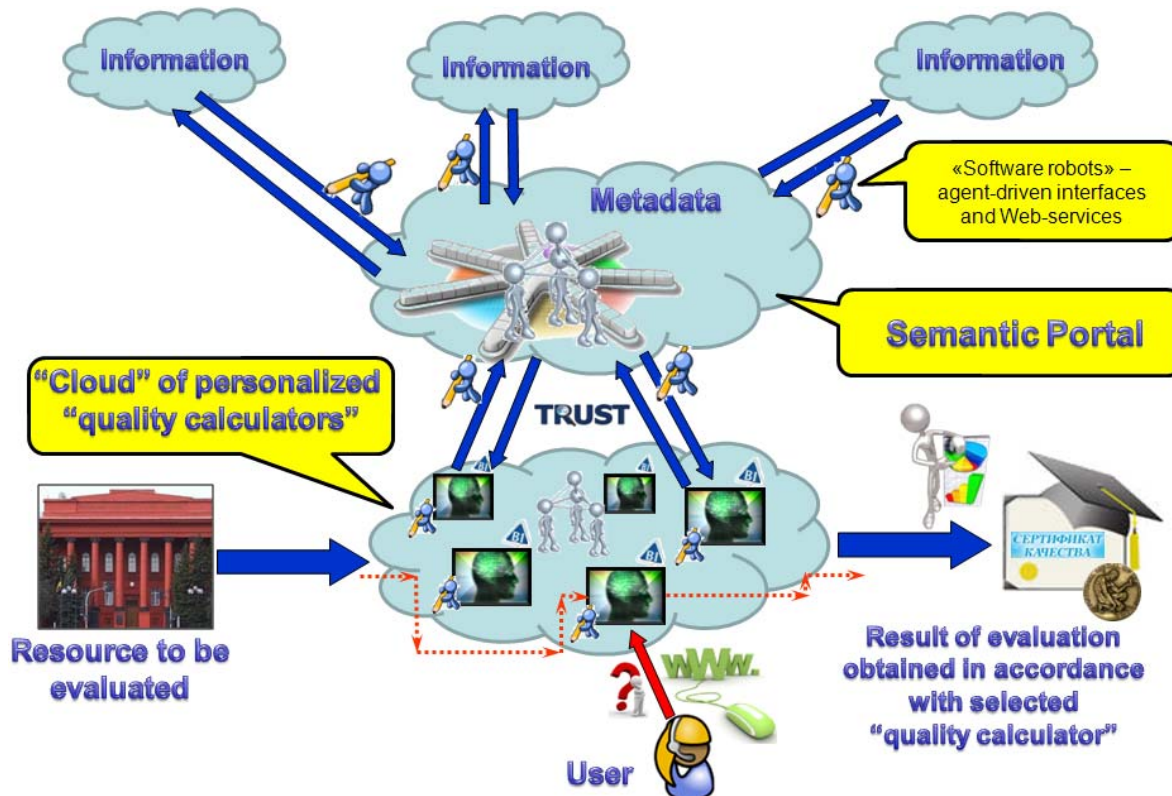 Information
Information
Information
«Software robots» –
agent-driven interfaces
and Web-services
Metadata
Semantic Portal
“Cloud” of personalized
“quality calculators”
TRUST
BI
BI
BI
BI
СЕРТИФИКАТ
КАЧЕСТВА
Resource to be
evaluated
www.
?
User
Result of evaluation
obtained in accordance
with selected
“quality calculator”